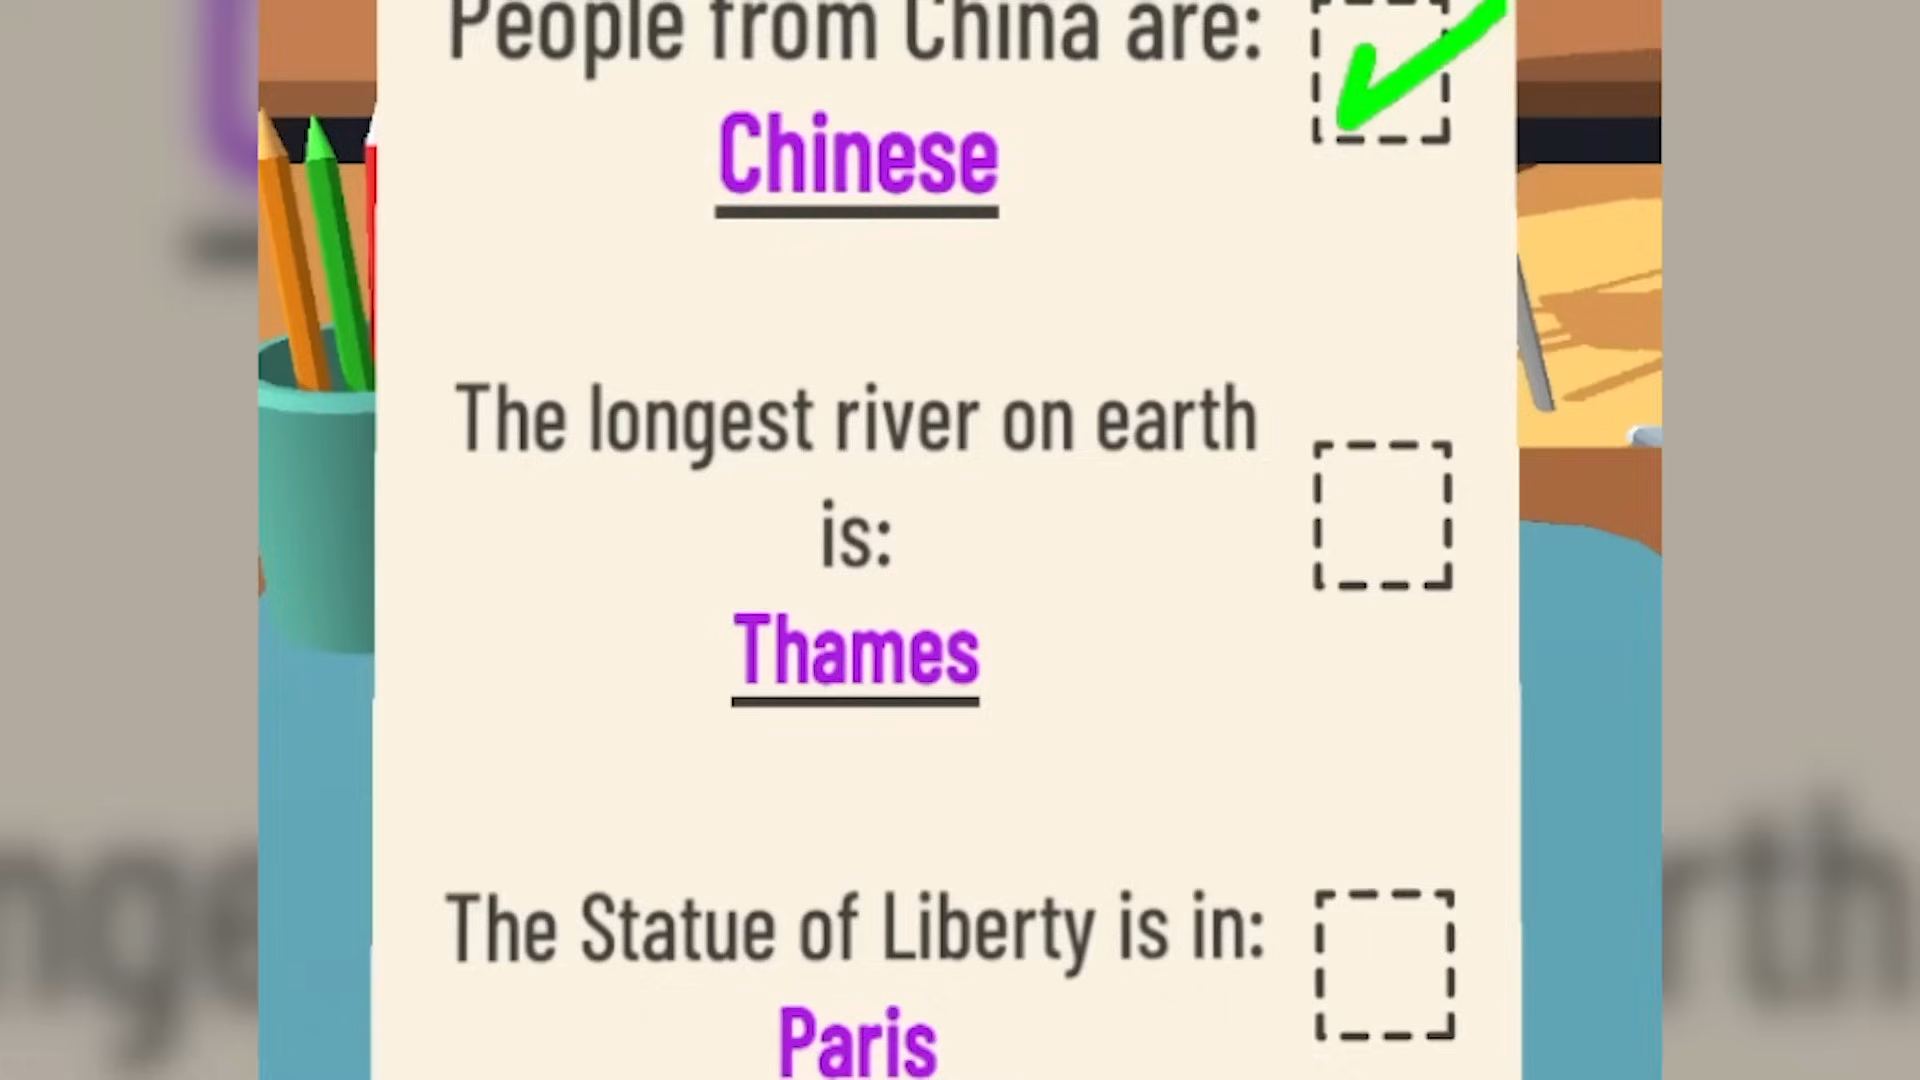 People from China are:
Chinese
The longest river on earth
is:
Thames
The Statue of Liberty is in:
Paris